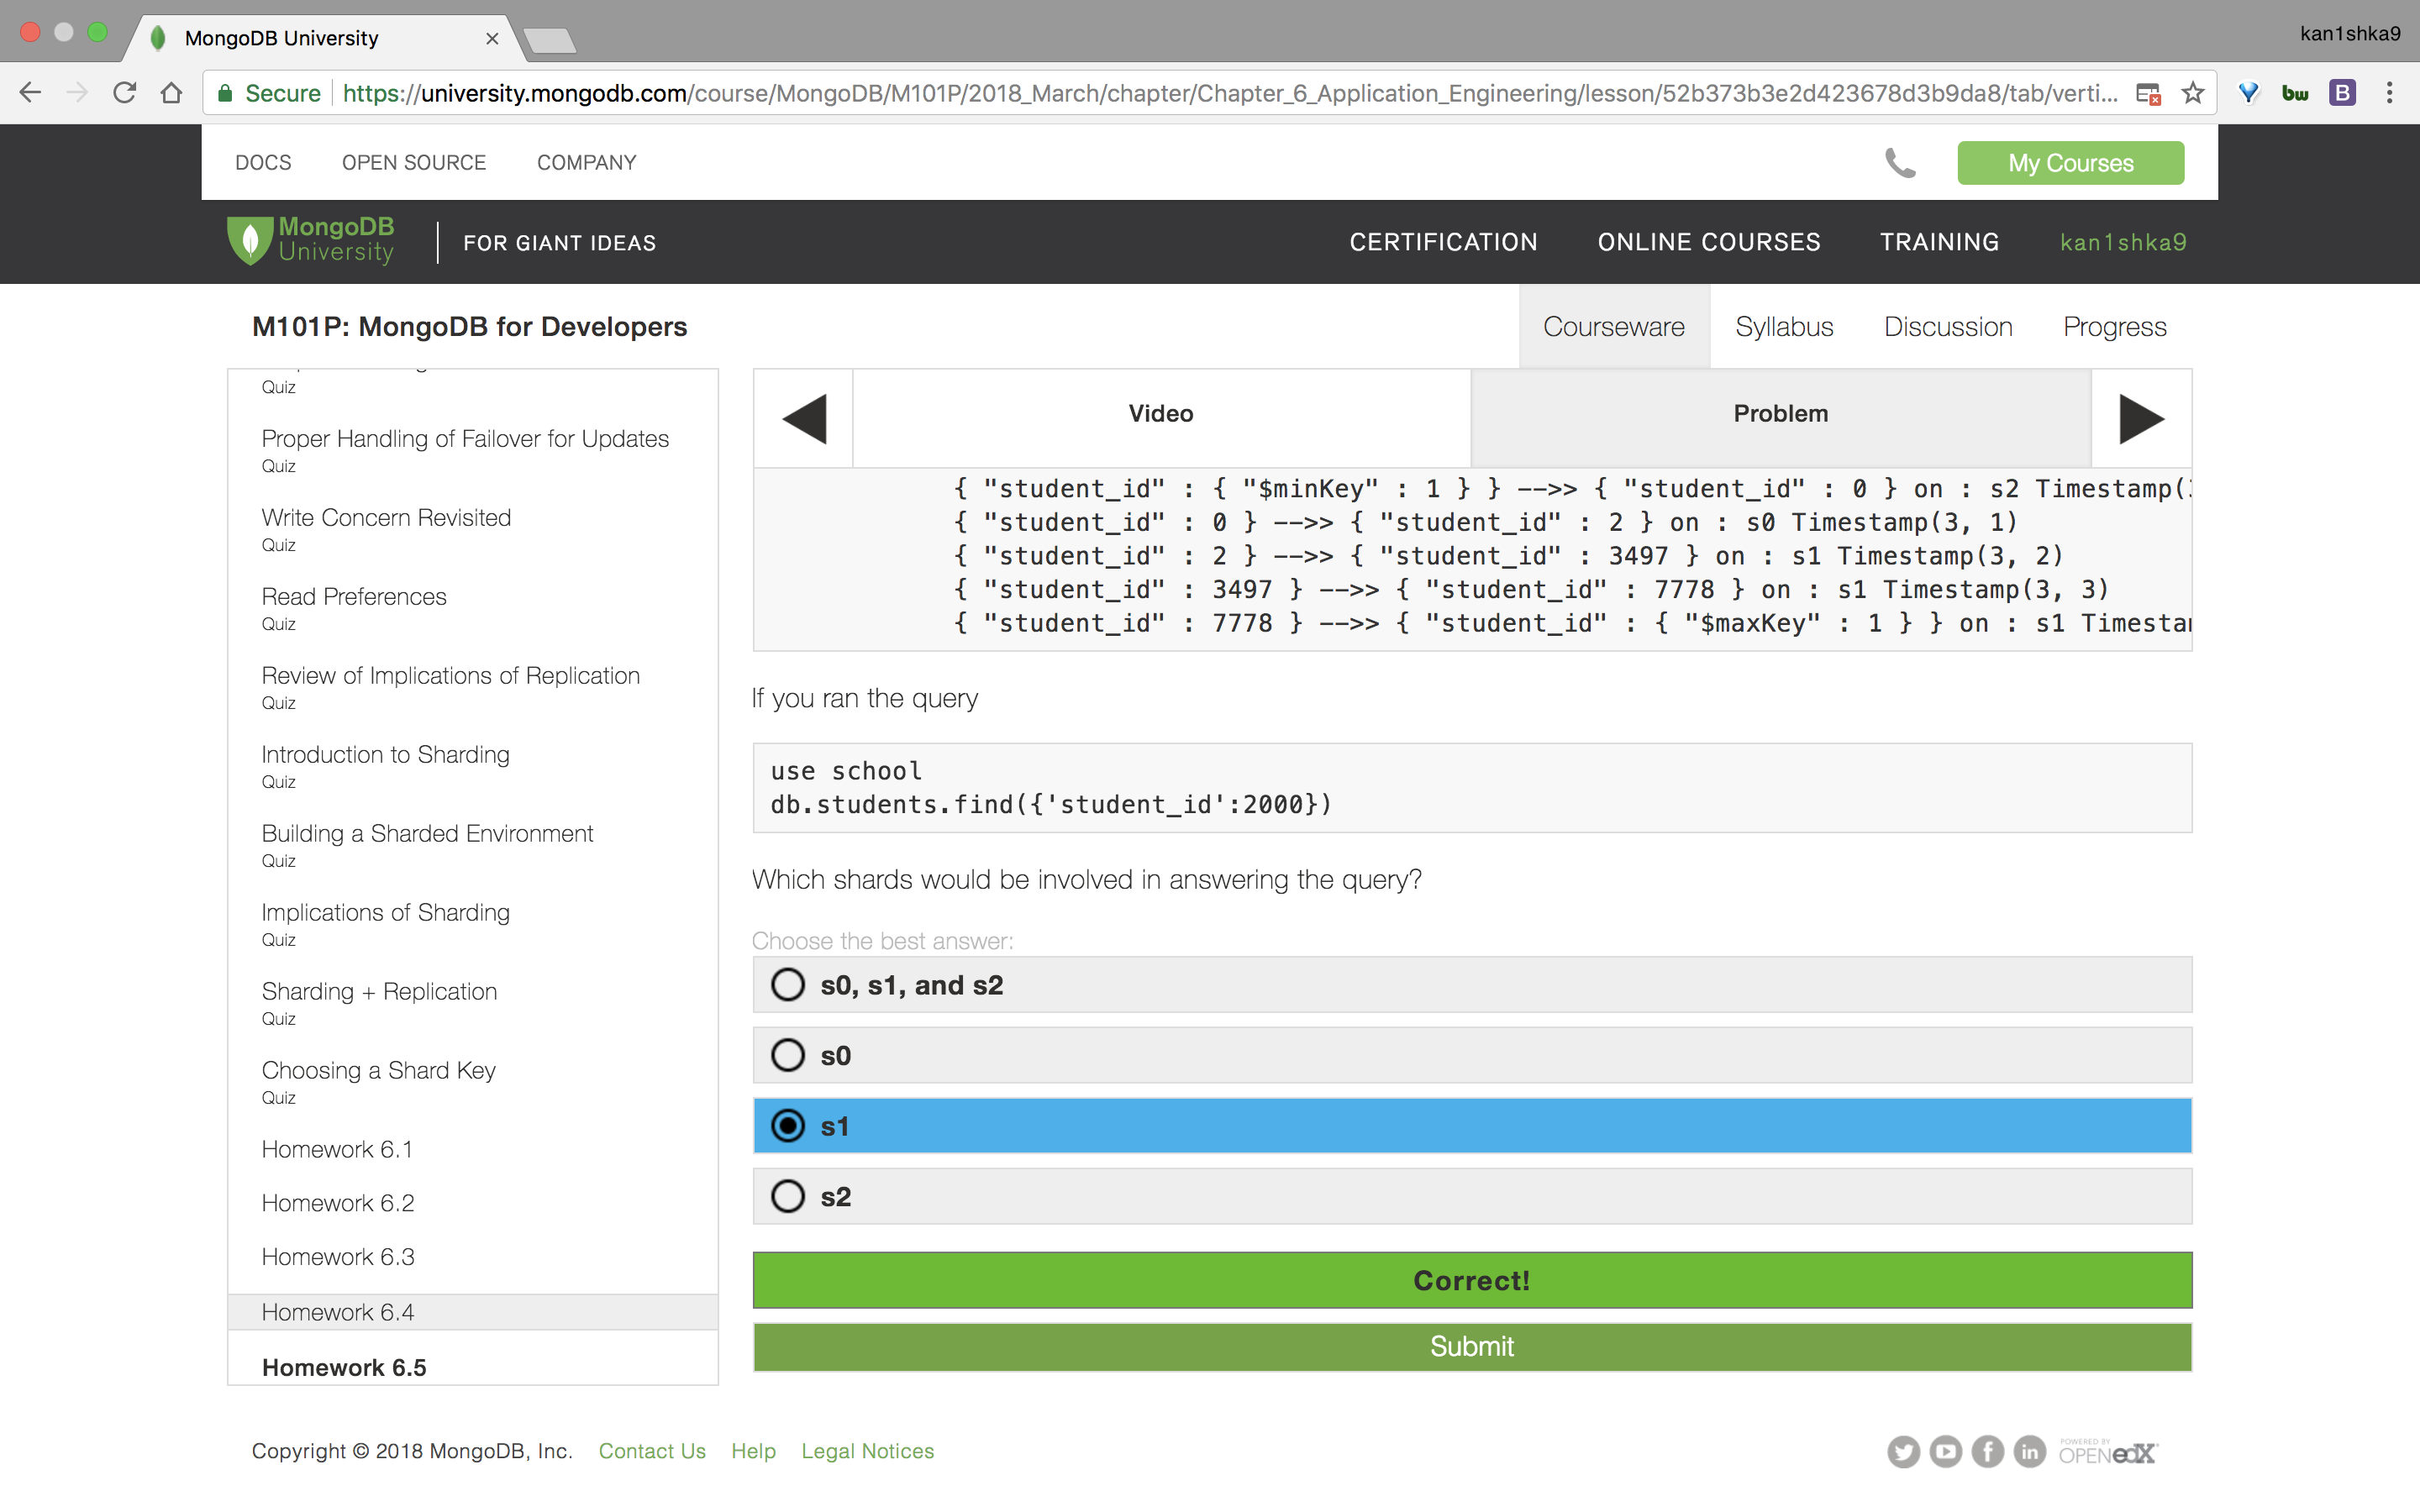 MongoDB University
kan1shka9
Secure https://university.mongodb.com/course/MongoDB/M101P/2018_March/chapter/Chapter_6_Application_Engineering/lesson/52b373b3e2d423678d3b9da8/tab/verti...
bw
B
DOCS OPEN SOURCE COMPANY
My Courses
MongoDB University FOR GIANT IDEAS
CERTIFICATION ONLINE COURSES TRAINING kan1shka9
M101P: MongoDB for Developers
Courseware Syllabus Discussion Progress
Quiz
Proper Handling of Failover for Updates
Quiz
Write Concern Revisited
Quiz
Read Preferences
Quiz
Review of Implications of Replication
Quiz
Introduction to Sharding
Quiz
Building a Sharded Environment
Quiz
Implications of Sharding
Quiz
Sharding + Replication
Quiz
Choosing a Shard Key
Quiz
Homework 6.1
Homework 6.2
Homework 6.3
Homework 6.4
Homework 6.5
Video Problem
{ "student_id" : { "$minKey" : 1 } } -->> { "student_id" : 0 } on : s2 Timestamp(
{ "student_id" : 0 } -->> { "student_id" : 2 } on : s0 Timestamp(3, 1)
{ "student_id" : 2 } -->> { "student_id" : 3497 } on : s1 Timestamp(3, 2)
{ "student_id" : 3497 } -->> { "student_id" : 7778 } on : s1 Timestamp(3, 3)
{ "student_id" : 7778 } -->> { "student_id" : { "$maxKey" : 1 } } on : s1
If you ran the query
use school
db.students.find({'student_id':2000})
Which shards would be involved in answering the query?
Choose the best answer:
s0, s1, and s2
s0
s1
s2
Correct!
Submit
Copyright © 2018 MongoDB, Inc. Contact Us Help Legal Notices
POWERED BY
OPEN edX